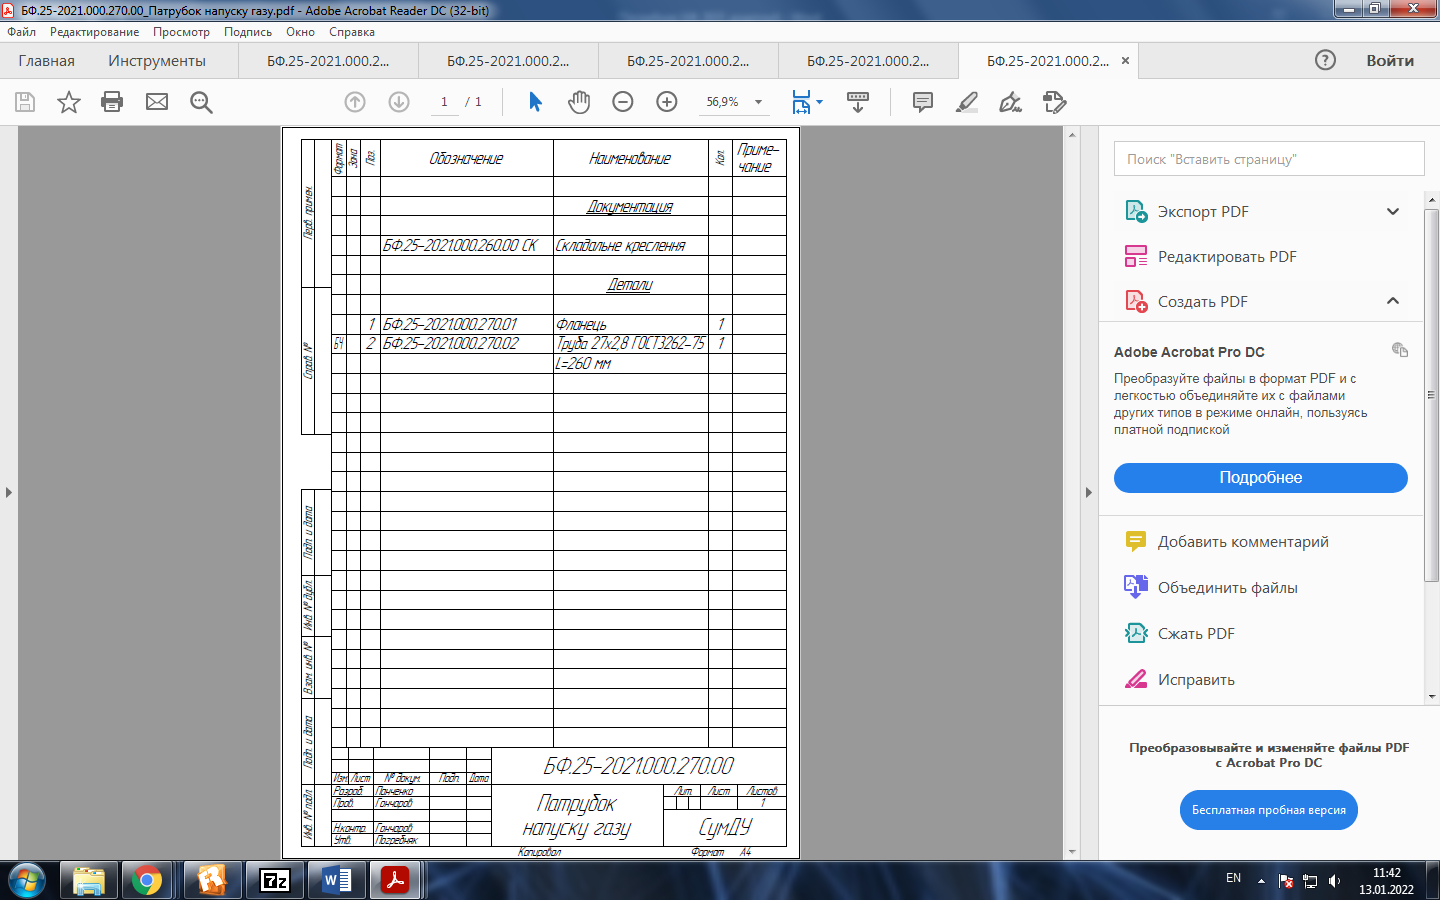 БФ.25-2021.000.270.00_Патрубок напуску газу.pdf - Adobe Acrobat Reader DC (32-bit)
Файл Редактирование Просмотр Подпись Окно Справка
Главная Инструменты БФ.25-2021.000.2... БФ.25-2021.000.2... БФ.25-2021.000.2... БФ.25-2021.000.2... БФ.25-2021.000.2... × Войти
1 / 1 56,9%
Формат Зона Поз. Обозначение Наименование Кол. Приме-
чание
Документация
БФ.25-2021.000.260.00 СК Складальне креслення
Детали
1 БФ.25-2021.000.270.01 Фланець 1
БЧ 2 БФ.25-2021.000.270.02 Труба 27х2,8 ГОСТ3262-75 1
L=260 мм
Перв. примен.
Справ. №
Подп. и дата
Инв. № дубл.
Взам. инв. №
Подп. и дата
Инв. № подл.
БФ.25-2021.000.270.00
Изм. Лист № докум. Подп. Дата
Разраб. Панченко
Пров. Гончаров
Н.контр. Гончаров
Утв. Погребняк
Патрубок
напуску газу
Лит. Лист Листов
1
СумДУ
Копировал Формат А4
Поиск "Вставить страницу"
Экспорт PDF
Редактировать PDF
Создать PDF
Adobe Acrobat Pro DC
Преобразуйте файлы в формат PDF и с
легкостью объединяйте их с файлами
других типов в режиме онлайн, пользуясь
платной подпиской
Подробнее
Добавить комментарий
Объединить файлы
Сжать PDF
Исправить
Преобразовывайте и изменяйте файлы PDF
с Acrobat Pro DC
Бесплатная пробная версия
7z
EN
11:42
13.01.2022